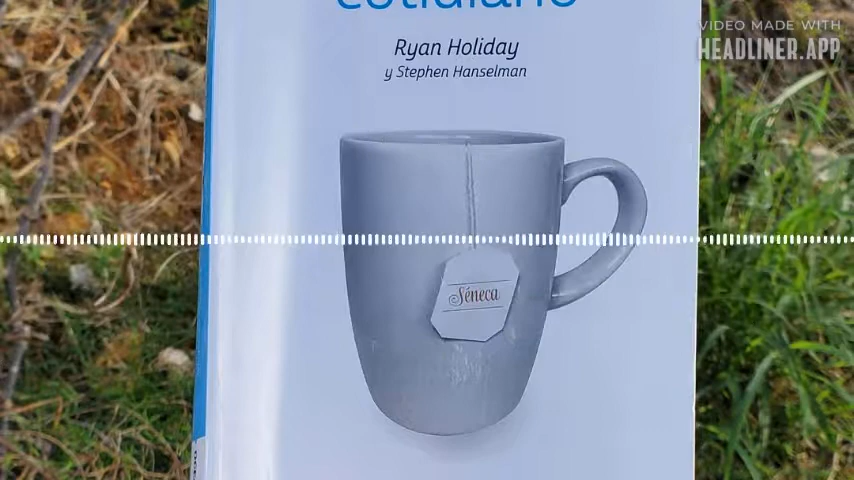 cotidiano
VIDEO MADE WITH
HEADLINER.APP
Ryan Holiday
y Stephen Hanselman
Séneca